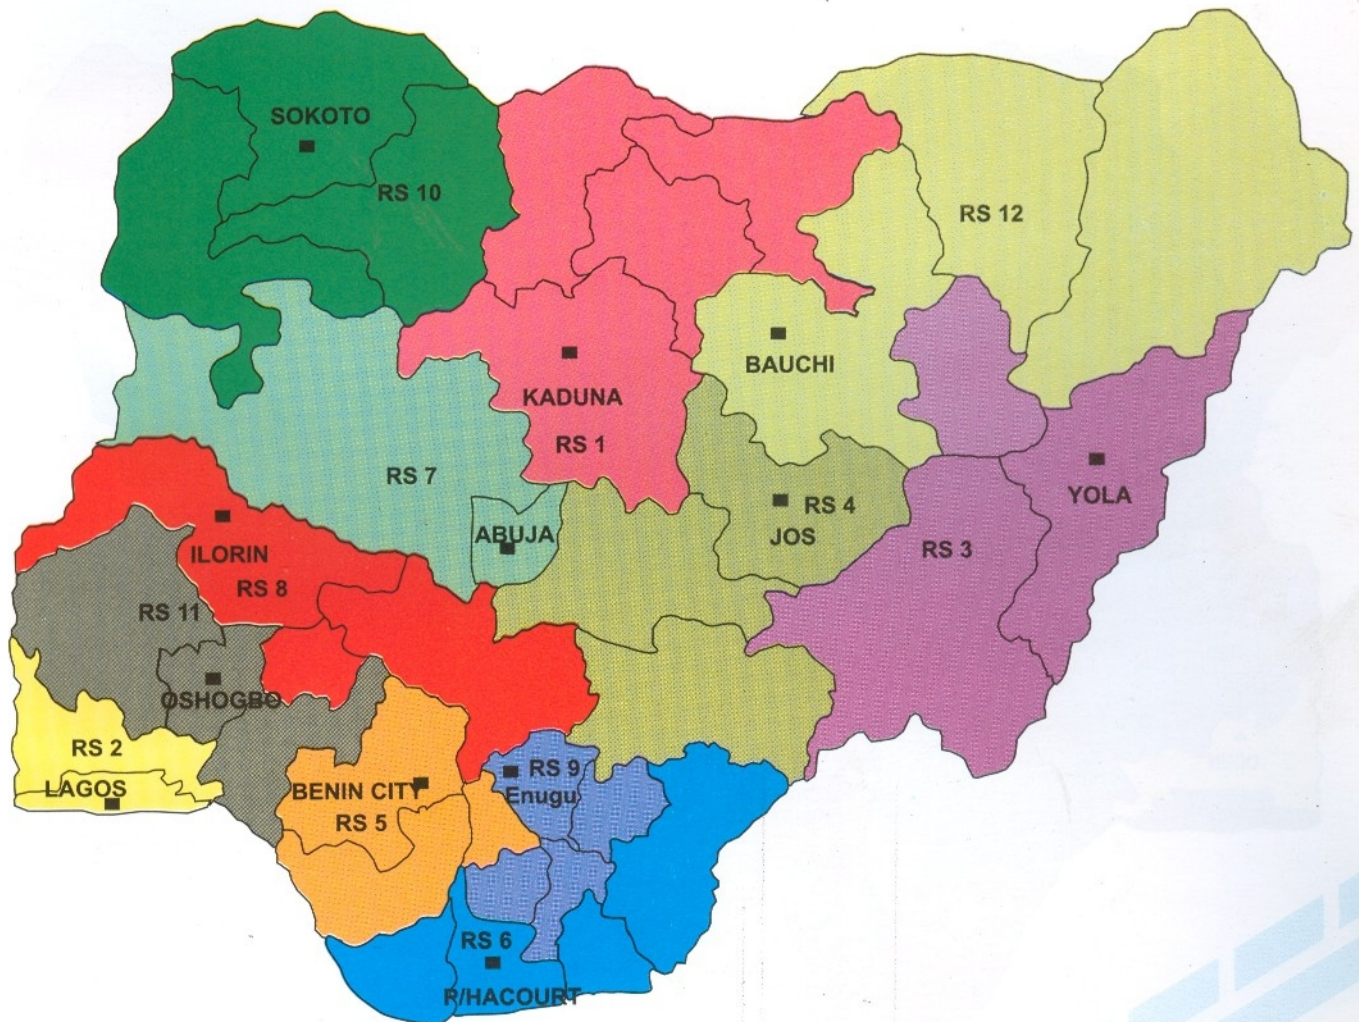 SOKOTO
RS 10
RS 12
KADUNA
RS 1
BAUCHI
RS 7
ABUJA
RS 4
JOS
YOLA
RS 3
ILORIN
RS 8
RS 11
OSHOGBO
RS 2
LAGOS
BENIN CITY
RS 5
RS 9
Enugu
RS 6
P/HACOURT